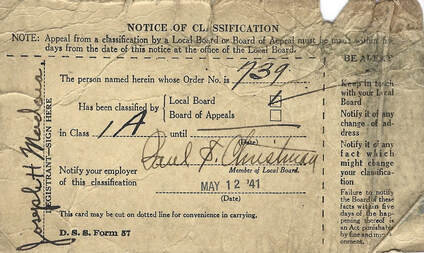 NOTICE OF CLASSIFICATION
NOTE: Appeal from a classification by a Local Board or Board of Appeal must be made within five
days from the date of this notice at the office of the Local Board.
The person named herein whose Order No. is 739
Has been classified by
Local Board
Board of Appeals
In Class 1A until
(Date)
Paul S. Christman
Member of Local Board.
Notify your employer
of this classification
MAY 12 '41
(Date)
This card may be cut on dotted line for convenience in carrying.
D. S. S. Form 57
Joseph H
REGISTRANT—SIGN HERE
BE ALERT
Keep in touch
with your Local
Board
Notify it of any
change of ad-
dress
Notify it of any
fact which
might change
your classifica-
tion
Failure to notify
the Board of these
facts within five
days of the hap-
pening thereof is
an Act punishable
by fine and